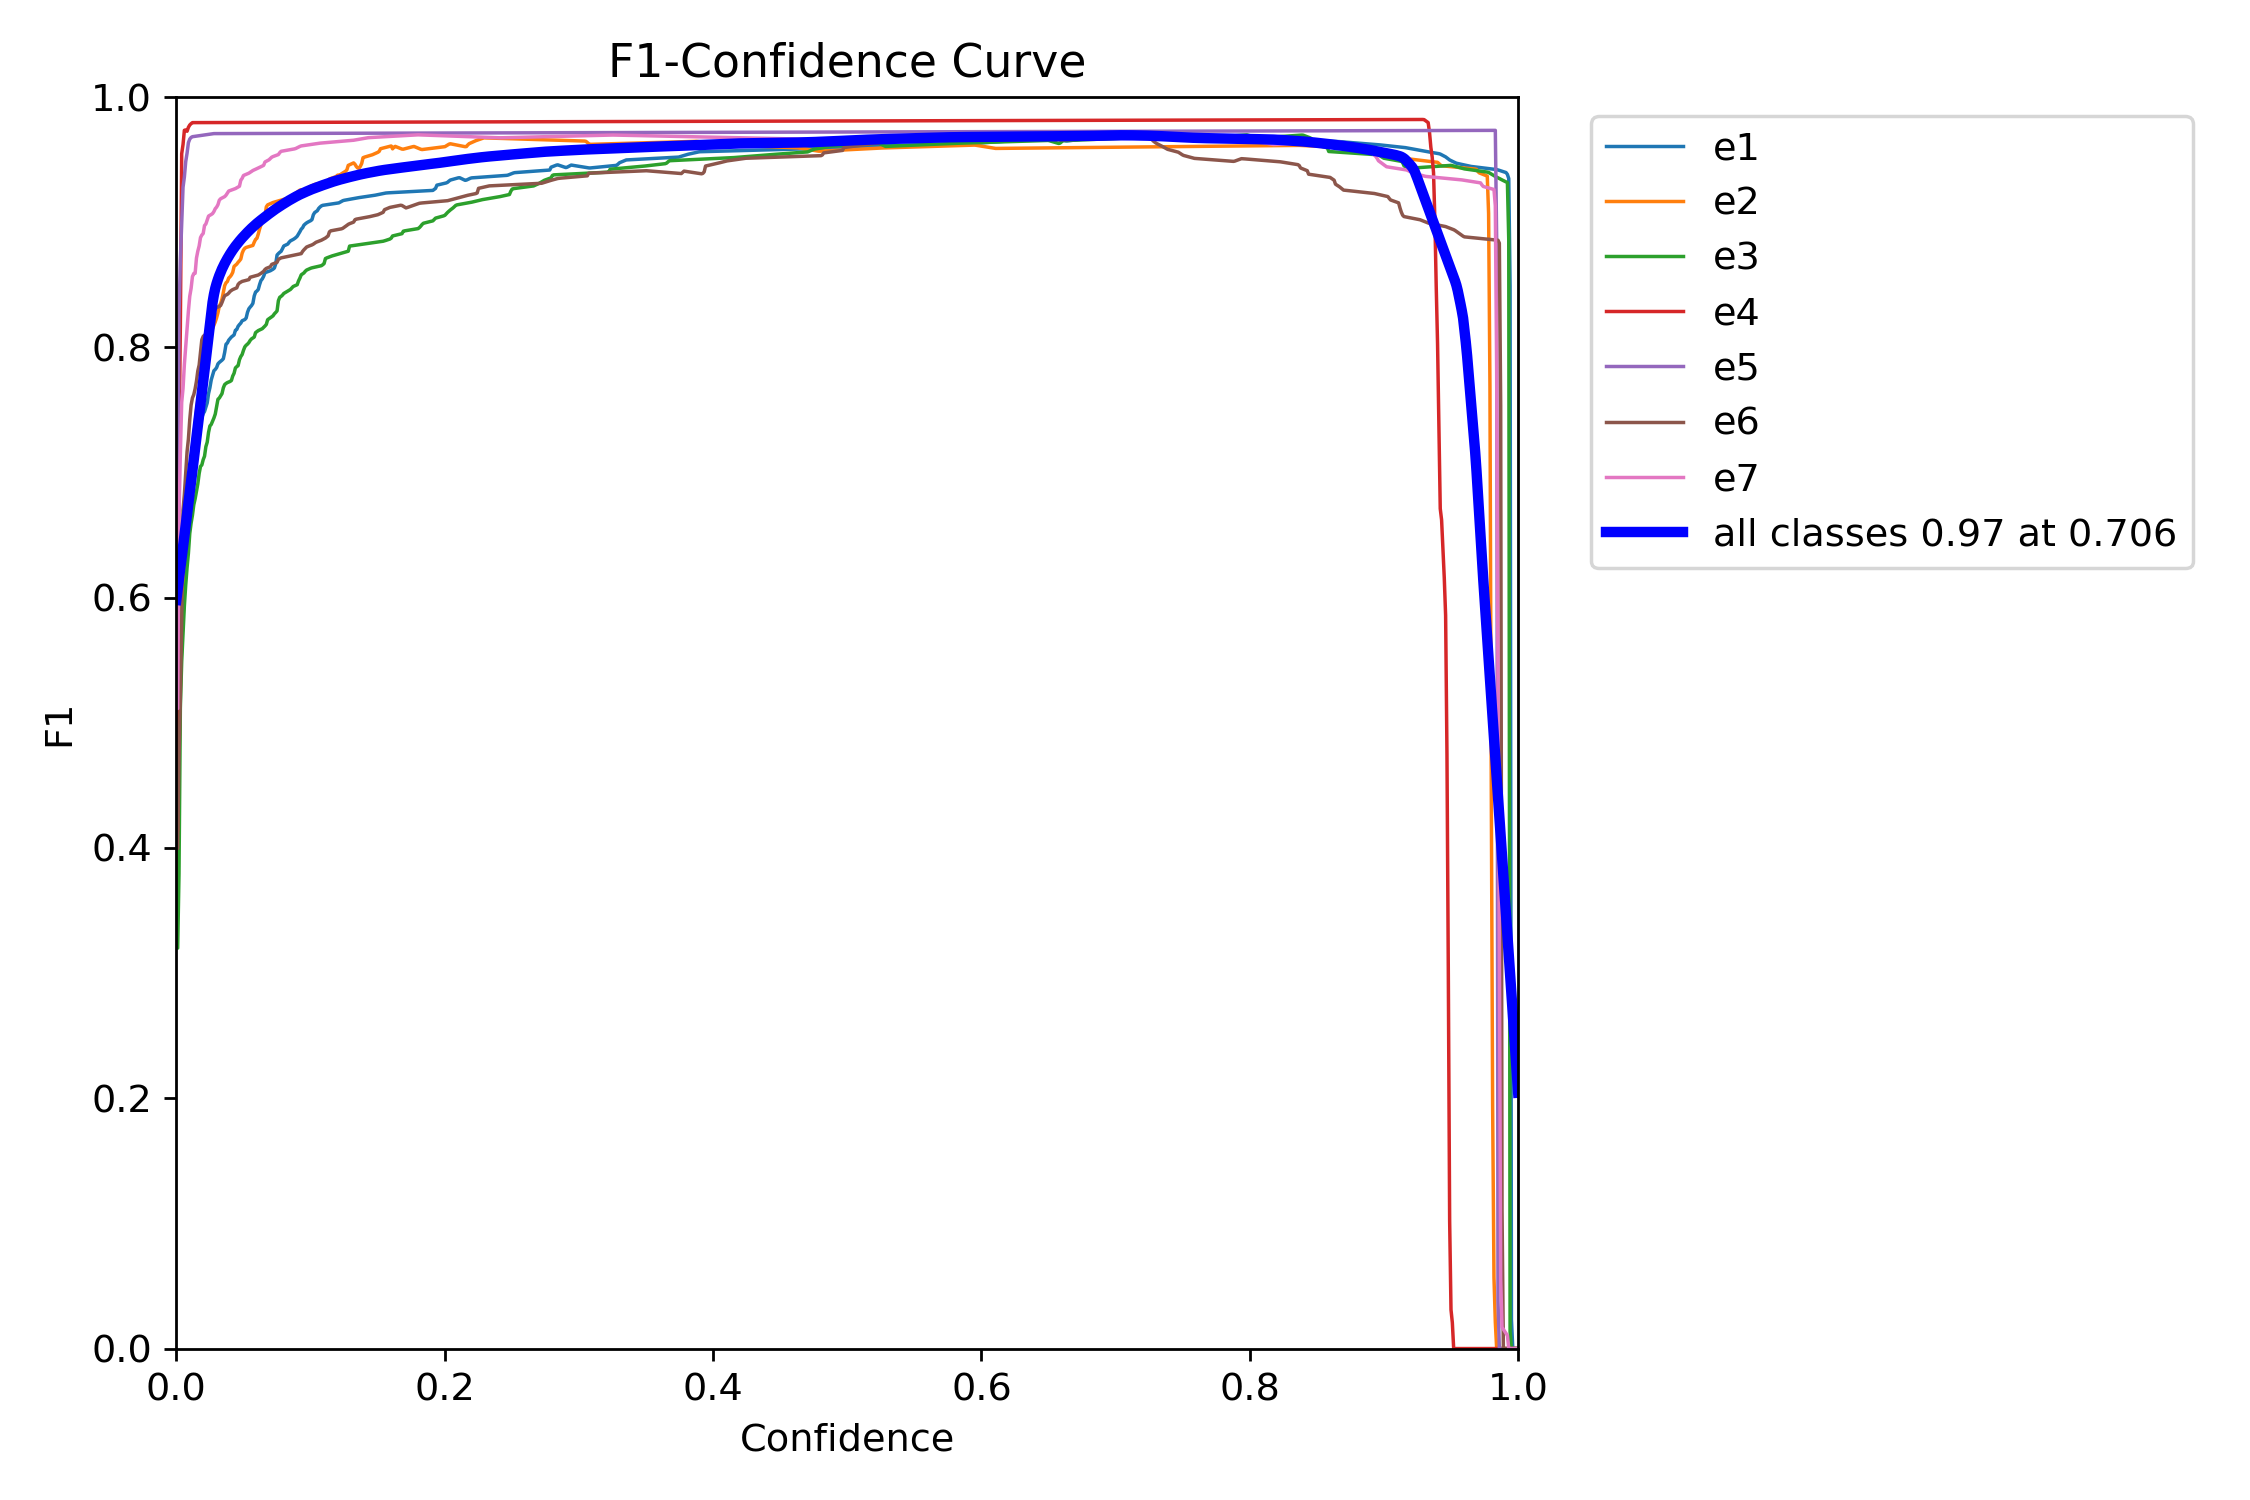 F1-Confidence Curve
1.0
0.8
0.6
0.4
0.2
0.0
F1
0.0 0.2 0.4 0.6 0.8 1.0
Confidence
e1
e2
e3
e4
e5
e6
e7
all classes 0.97 at 0.706